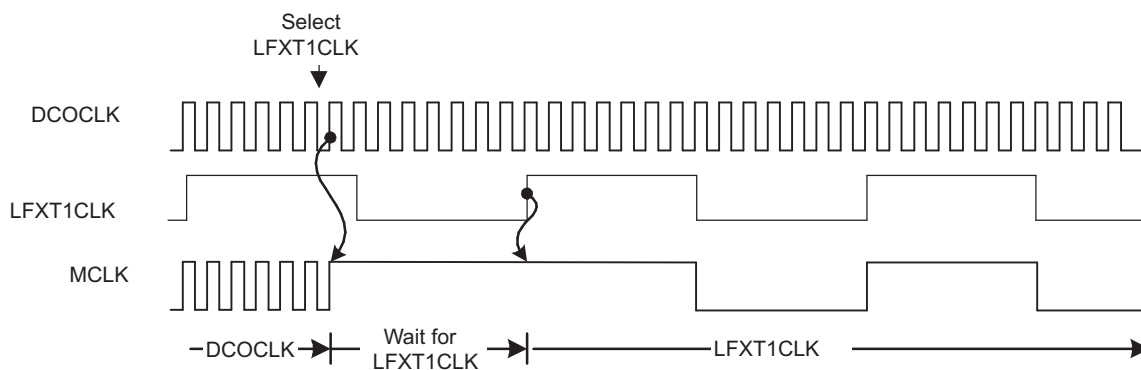 Select
LFXT1CLK
DCOCLK
LFXT1CLK
MCLK
DCOCLK
Wait for
LFXT1CLK
LFXT1CLK